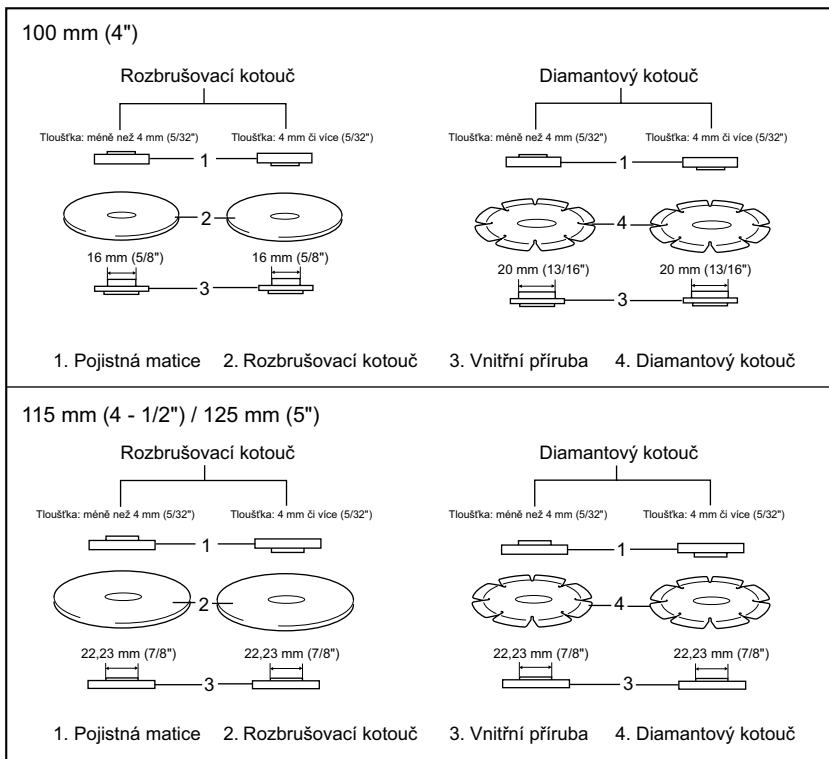 100 mm (4")
Rozbrušovací kotouč
Diamantový kotouč
Tloušťka: méně než 4 mm (5/32")
Tloušťka: 4 mm či více (5/32")
Tloušťka: méně než 4 mm (5/32")
Tloušťka: 4 mm či více (5/32")
1
1
2
4
16 mm (5/8")
16 mm (5/8")
20 mm (13/16")
20 mm (13/16")
3
3
1. Pojistná matice 2. Rozbrušovací kotouč 3. Vnitřní příruba 4. Diamantový kotouč
115 mm (4 - 1/2") / 125 mm (5")
Rozbrušovací kotouč
Diamantový kotouč
Tloušťka: méně než 4 mm (5/32")
Tloušťka: 4 mm či více (5/32")
Tloušťka: méně než 4 mm (5/32")
Tloušťka: 4 mm či více (5/32")
1
1
2
4
22,23 mm (7/8")
22,23 mm (7/8")
22,23 mm (7/8")
22,23 mm (7/8")
3
3
1. Pojistná matice 2. Rozbrušovací kotouč 3. Vnitřní příruba 4. Diamantový kotouč